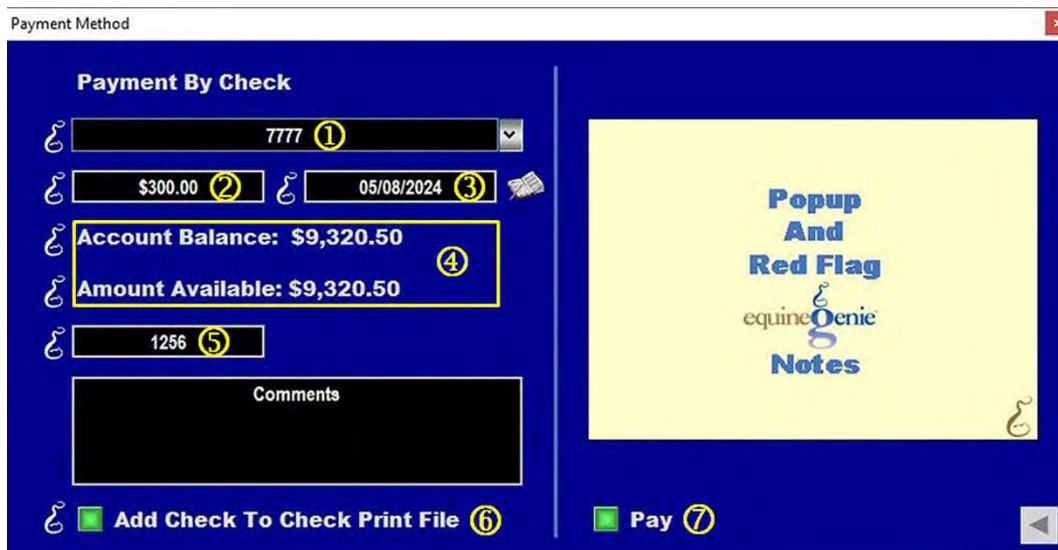 Payment Method
Payment By Check
7777 ①
$300.00 ② 05/08/2024 ③
Account Balance: $9,320.50
④
Amount Available: $9,320.50
1256 ⑤
Comments
Add Check To Check Print File ⑥
Popup
And
Red Flag
equinegenie
Notes
Pay ⑦